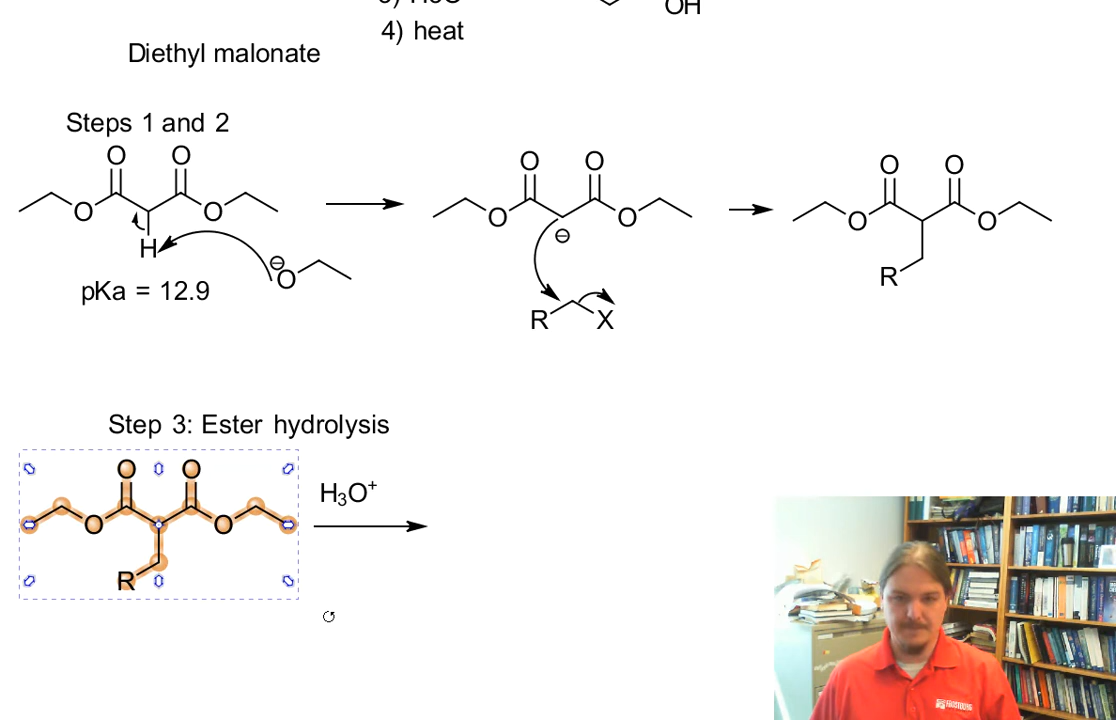 OH
4) heat
Diethyl malonate
Steps 1 and 2
O O O O O O
O O O O O O
H
⊖
O
⊖
R
pKa = 12.9
R X
Step 3: Ester hydrolysis
O O
H₃O⁺
O O
R